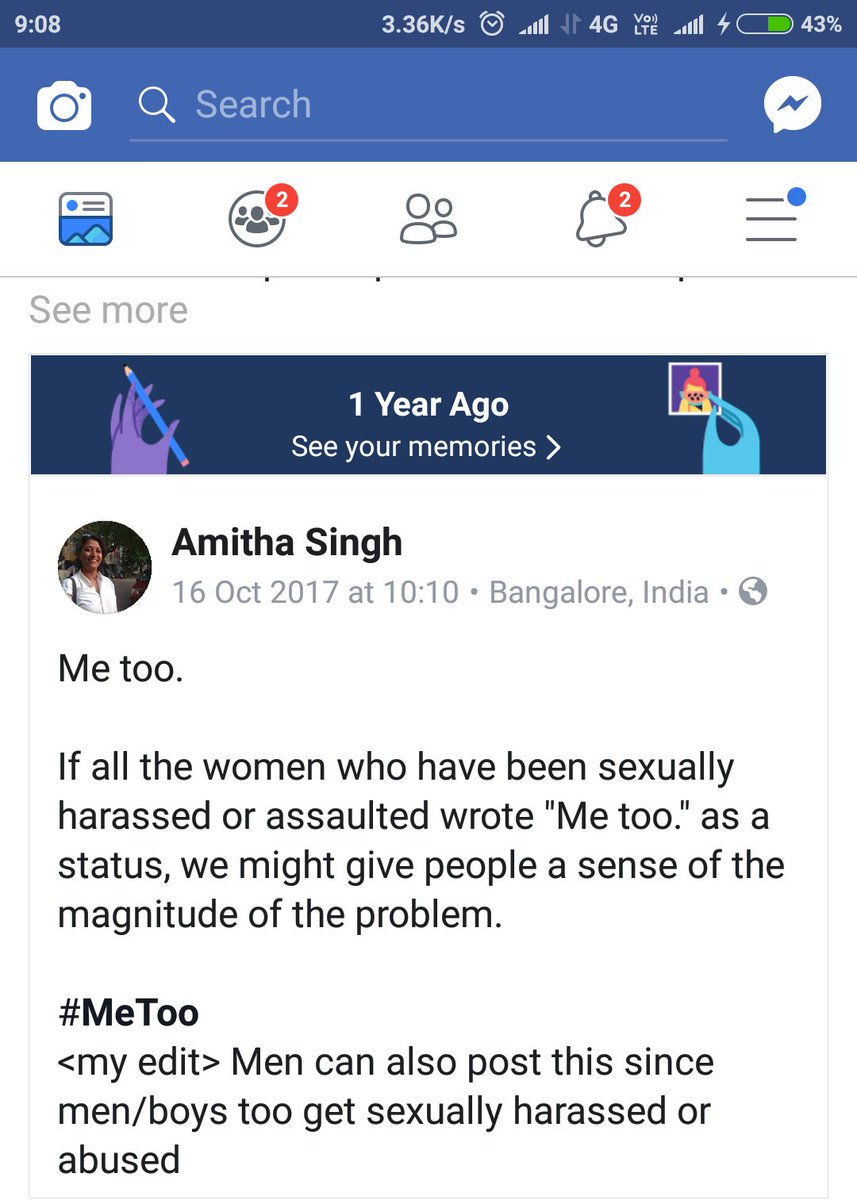 9:08 3.36K/s 4G VoLTE 43%
Search
2 2
See more
1 Year Ago
See your memories
Amitha Singh
16 Oct 2017 at 10:10 • Bangalore, India •
Me too.
If all the women who have been sexually
harassed or assaulted wrote "Me too." as a
status, we might give people a sense of the
magnitude of the problem.
#MeToo
<my edit> Men can also post this since
men/boys too get sexually harassed or
abused